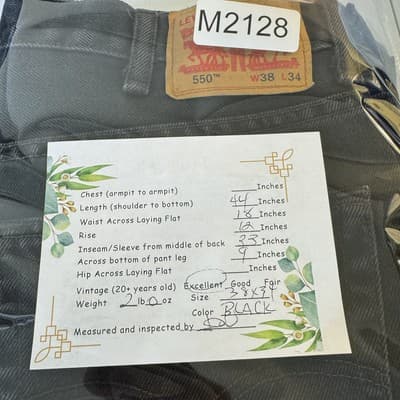 M2128
LEVI
550™ W38 L34
Chest (armpit to armpit) Inches
Length (shoulder to bottom) 44 Inches
Waist Across Laying Flat 18 Inches
Rise 12 Inches
Inseam/Sleeve from middle of back 33 Inches
Across bottom of pant leg 9 Inches
Hip Across Laying Flat Inches
Vintage (20+ years old) Excellent Good Fair
Weight 2 lb 0 oz Size 38x34
Color BLACK
Measured and inspected by